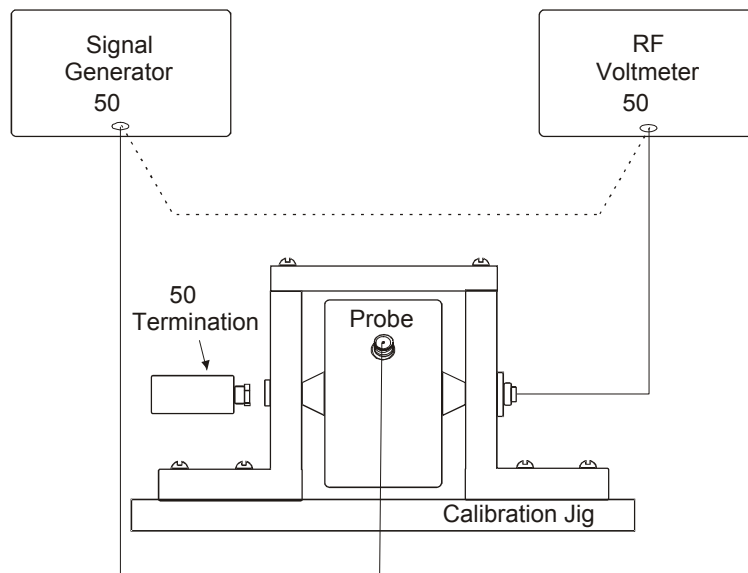 Signal
Generator
50
RF
Voltmeter
50
50
Termination
Probe
Calibration Jig